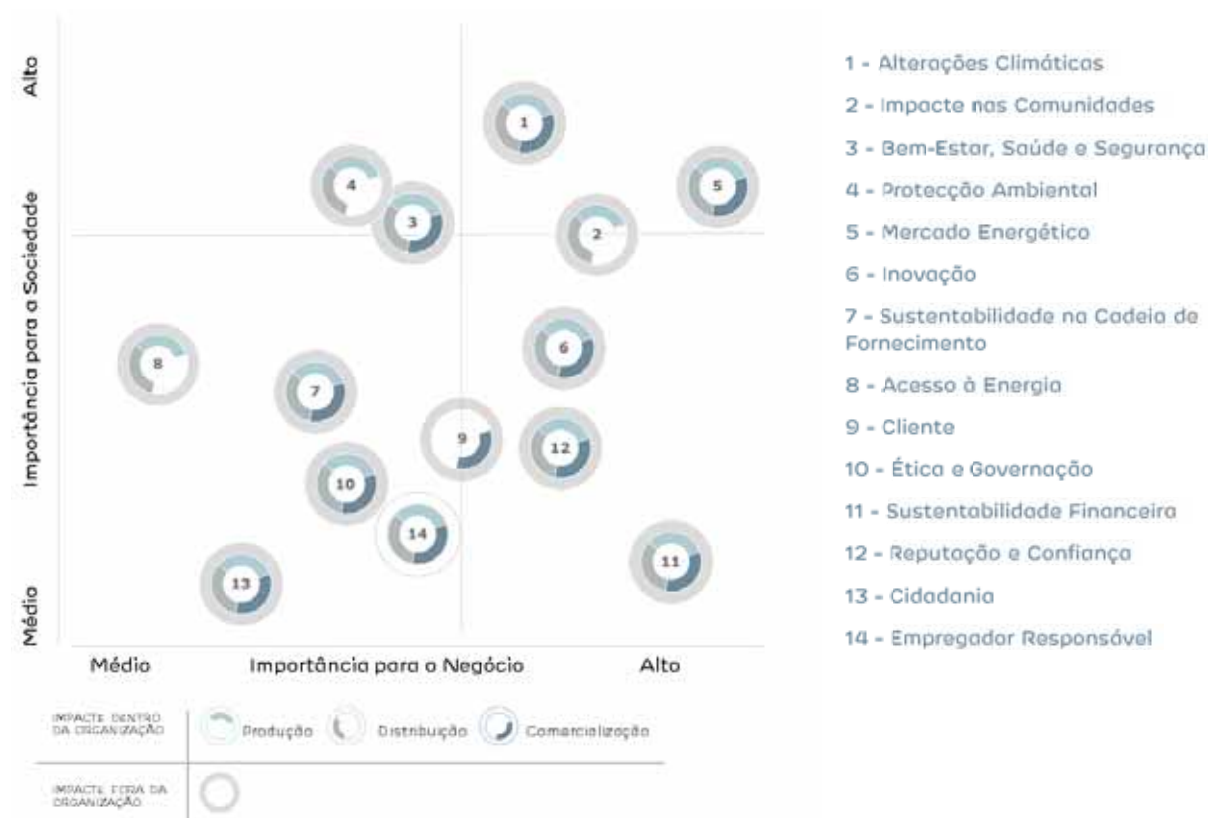 Alto
Importância para a Sociedade
Médio
1
4
5
3
2
8
6
7
9
12
10
14
11
13
Médio
Importância para o Negócio
Alto
1 - Alterações Climáticas
2 - Impacte nas Comunidades
3 - Bem-Estar, Saúde e Segurança
4 - Protecção Ambiental
5 - Mercado Energético
6 - Inovação
7 - Sustentabilidade na Cadeia de
Fornecimento
8 - Acesso à Energia
9 - Cliente
10 - Ética e Governação
11 - Sustentabilidade Financeira
12 - Reputação e Confiança
13 - Cidadania
14 - Empregador Responsável
IMPACTE DENTRO
DA ORGANIZAÇÃO
Produção
Distribuição
Comercialização
IMPACTE FORA DA
ORGANIZAÇÃO